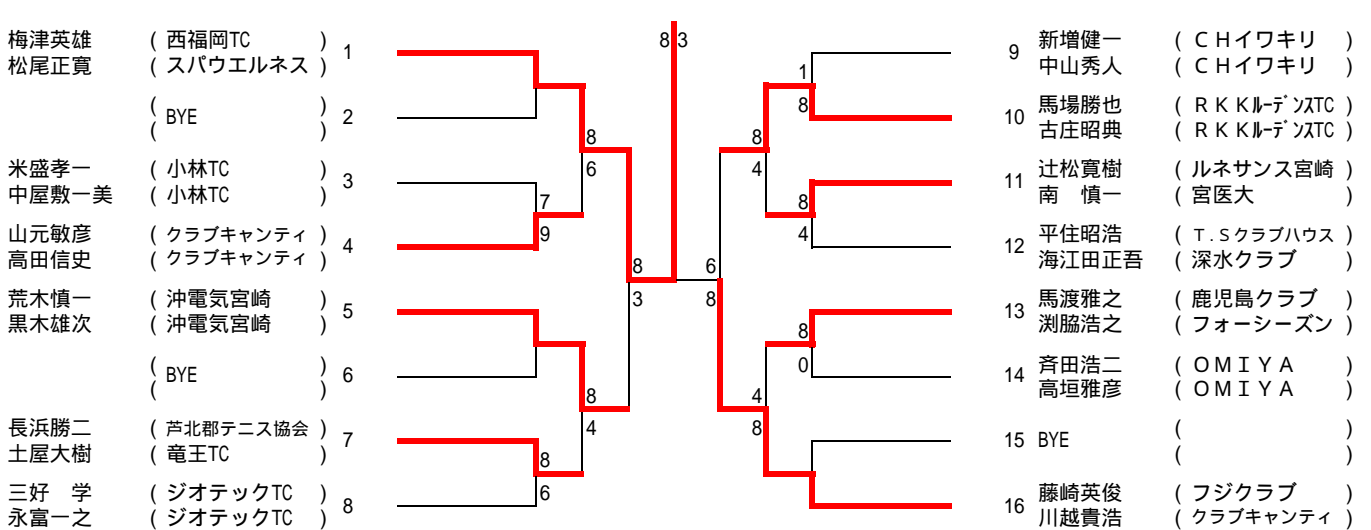 梅津英雄 ( 西福岡TC ) 1
松尾正寛 ( スパウエルネス )
( BYE ) 2
( )
米盛孝一 ( 小林TC ) 3
中屋敷一美 ( 小林TC )
山元敏彦 ( クラブキャンティ ) 4
高田信史 ( クラブキャンティ )
荒木慎一 ( 沖電気宮崎 ) 5
黒木雄次 ( 沖電気宮崎 )
( BYE ) 6
( )
長浜勝二 ( 芦北郡テニス協会 ) 7
土屋大樹 ( 竜王TC )
三好 学 ( ジオテックTC ) 8
永富一之 ( ジオテックTC )
8
6
7
9
8
3
8
4
8
6
8 3
1
8
8
4
8
4
6
8
8
0
4
8
9 新増健一 ( CHイワキリ )
中山秀人 ( CHイワキリ )
10 馬場勝也 ( RKKルーデンスTC )
古庄昭典 ( RKKルーデンスTC )
11 辻松寛樹 ( ルネサンス宮崎 )
南 慎一 ( 宮医大 )
12 平住昭浩 ( T.Sクラブハウス )
海江田正吾 ( 深水クラブ )
13 馬渡雅之 ( 鹿児島クラブ )
渕脇浩之 ( フォーシーズン )
14 斉田浩二 ( OMIYA )
高垣雅彦 ( OMIYA )
15 BYE ( )
( )
16 藤崎英俊 ( フジクラブ )
川越貴浩 ( クラブキャンティ )